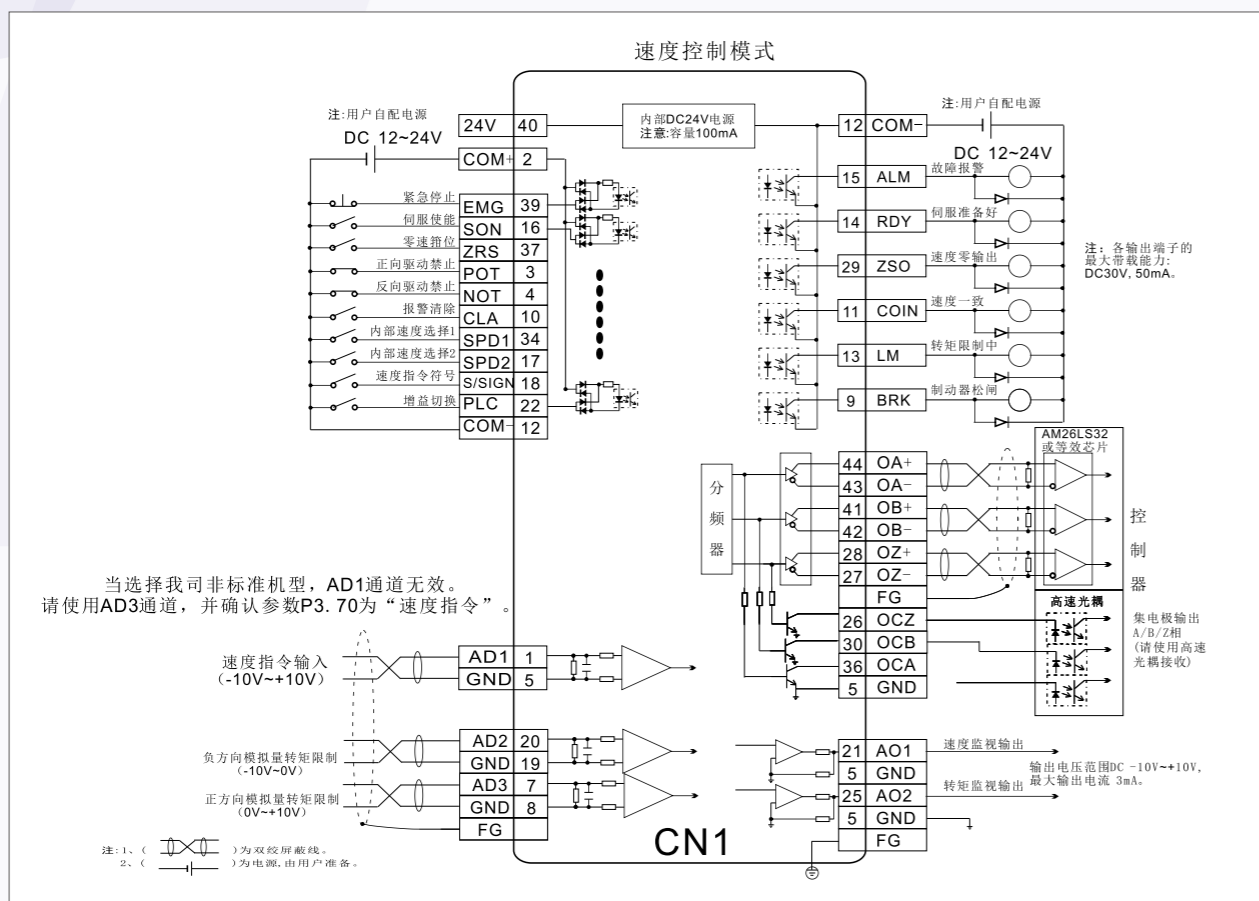 速度控制模式
注:用户自配电源
DC 12~24V
24V 40
COM+ 2
紧急停止 EMG 39
伺服使能 SON 16
零速箝位 ZRS 37
正向驱动禁止 POT 3
反向驱动禁止 NOT 4
报警清除 CLA 10
内部速度选择1 SPD1 34
内部速度选择2 SPD2 17
速度指令符号 S/SIGN 18
增益切换 PLC 22
COM- 12
内部DC24V电源
注意:容量100mA
注:用户自配电源
12 COM-
DC 12~24V
15 ALM 故障报警
14 RDY 伺服准备好
29 ZSO 速度零输出
11 COIN 速度一致
13 LM 转矩限制中
9 BRK 制动器松闸
注: 各输出端子的
最大带载能力:
DC30V, 50mA。
分
频
器
44 OA+
43 OA-
41 OB+
42 OB-
28 OZ+
27 OZ-
FG
26 OCZ
30 OCB
36 OCA
5 GND
AM26LS32
或等效芯片
控
制
器
高速光耦
集电极输出
A/B/Z相
(请使用高速
光耦接收)
当选择我司非标准机型，AD1通道无效。
请使用AD3通道，并确认参数P3. 70为“速度指令”。
速度指令输入
(-10V~+10V)
AD1 1
GND 5
负方向模拟量转矩限制
(-10V~0V)
AD2 20
GND 19
正方向模拟量转矩限制
(0V~+10V)
AD3 7
GND 8
FG
21 AO1 速度监视输出
5 GND
25 AO2 转矩监视输出
5 GND
FG
输出电压范围DC -10V~+10V,
最大输出电流 3mA。
CN1
注:1、( )为双绞屏蔽线。
2、( )为电源,由用户准备。